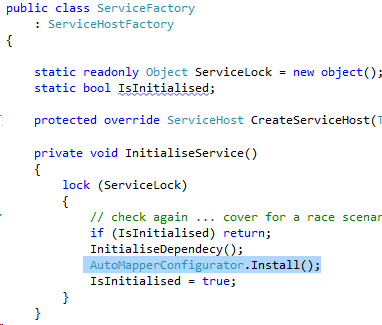 public class ServiceFactory
: ServiceHostFactory
{
static readonly Object ServiceLock = new object();
static bool IsInitialised;
protected override ServiceHost CreateServiceHost(
private void InitialiseService()
{
lock (ServiceLock)
{
// check again ... cover for a race
if (IsInitialised) return;
InitialiseDependecy();
AutoMapperConfigurator.Install();
IsInitialised = true;
}
}